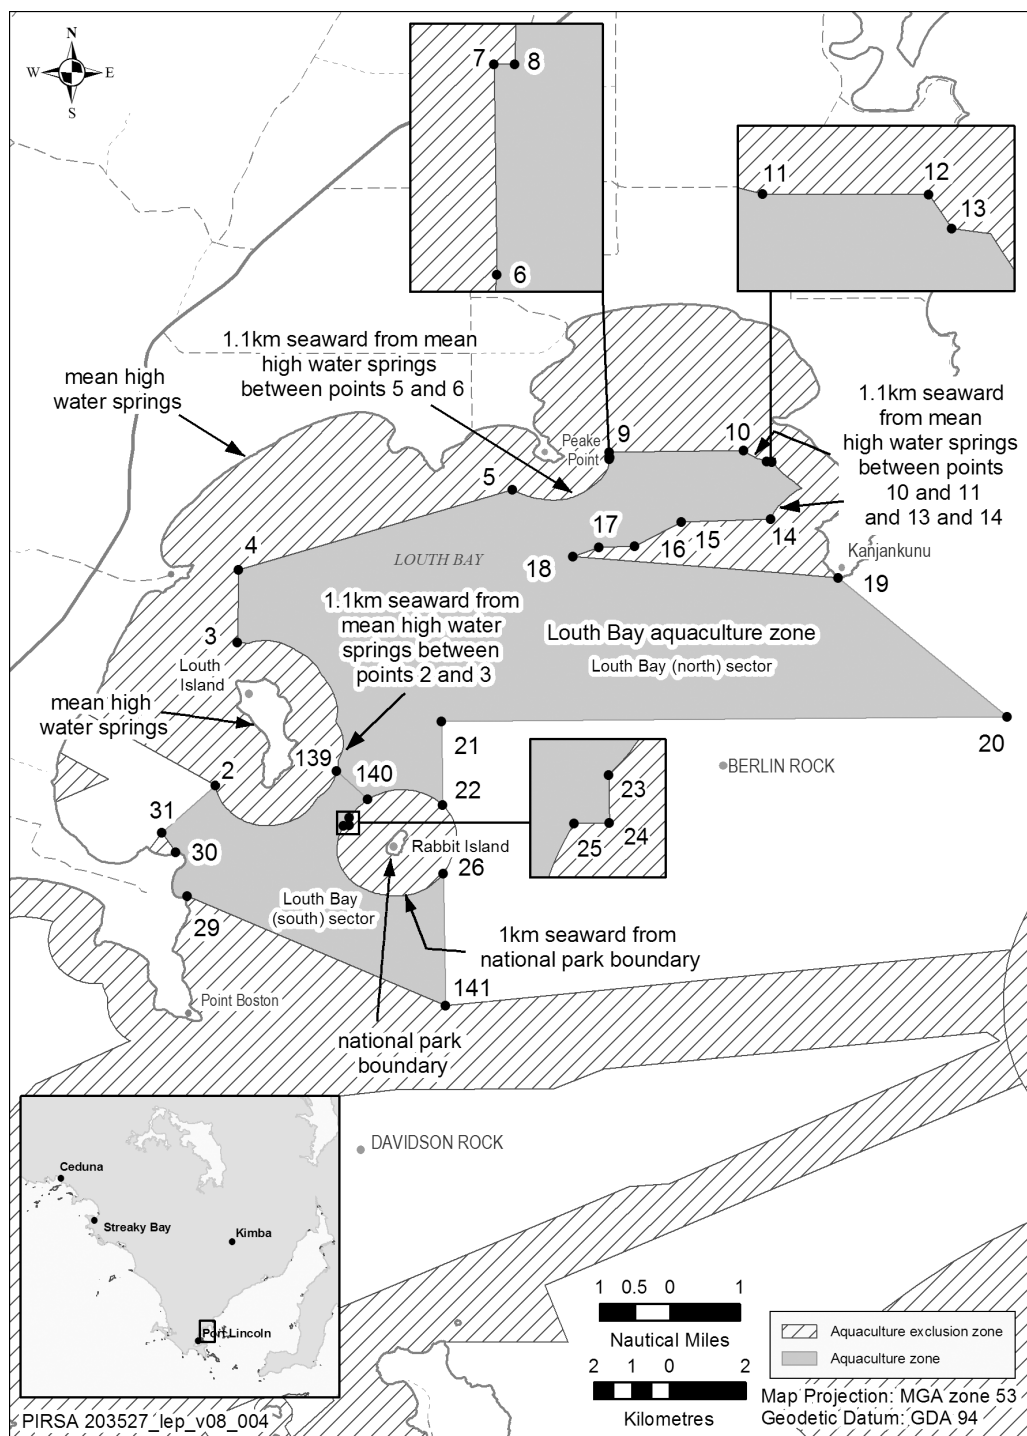 N
W
E
S
7
8
6
11
12
13
1.1km seaward from mean
high water springs
between points 5 and 6
mean high
water springs
1.1km seaward
from mean
high water springs
between points
10 and 11
and 13 and 14
Peake
Point
9
10
5
4
17
18
16
15
14
Kanjankunu
19
LOUTH BAY
1.1km seaward from
mean high water
springs between
points 2 and 3
3
Louth
Island
Louth Bay aquaculture zone
Louth Bay (north) sector
mean high
water springs
139
140
21
20
BERLIN ROCK
2
22
23
24
25
31
30
Rabbit Island
26
29
Louth Bay
(south) sector
1km seaward from
national park boundary
141
Point Boston
national park
boundary
DAVIDSON ROCK
Ceduna
Streaky Bay
Kimba
Port Lincoln
1 0.5 0 1
Nautical Miles
2 1 0 2
Kilometres
Aquaculture exclusion zone
Aquaculture zone
Map Projection: MGA zone 53
Geodetic Datum: GDA 94
PIRSA 203527_lep_v08_004